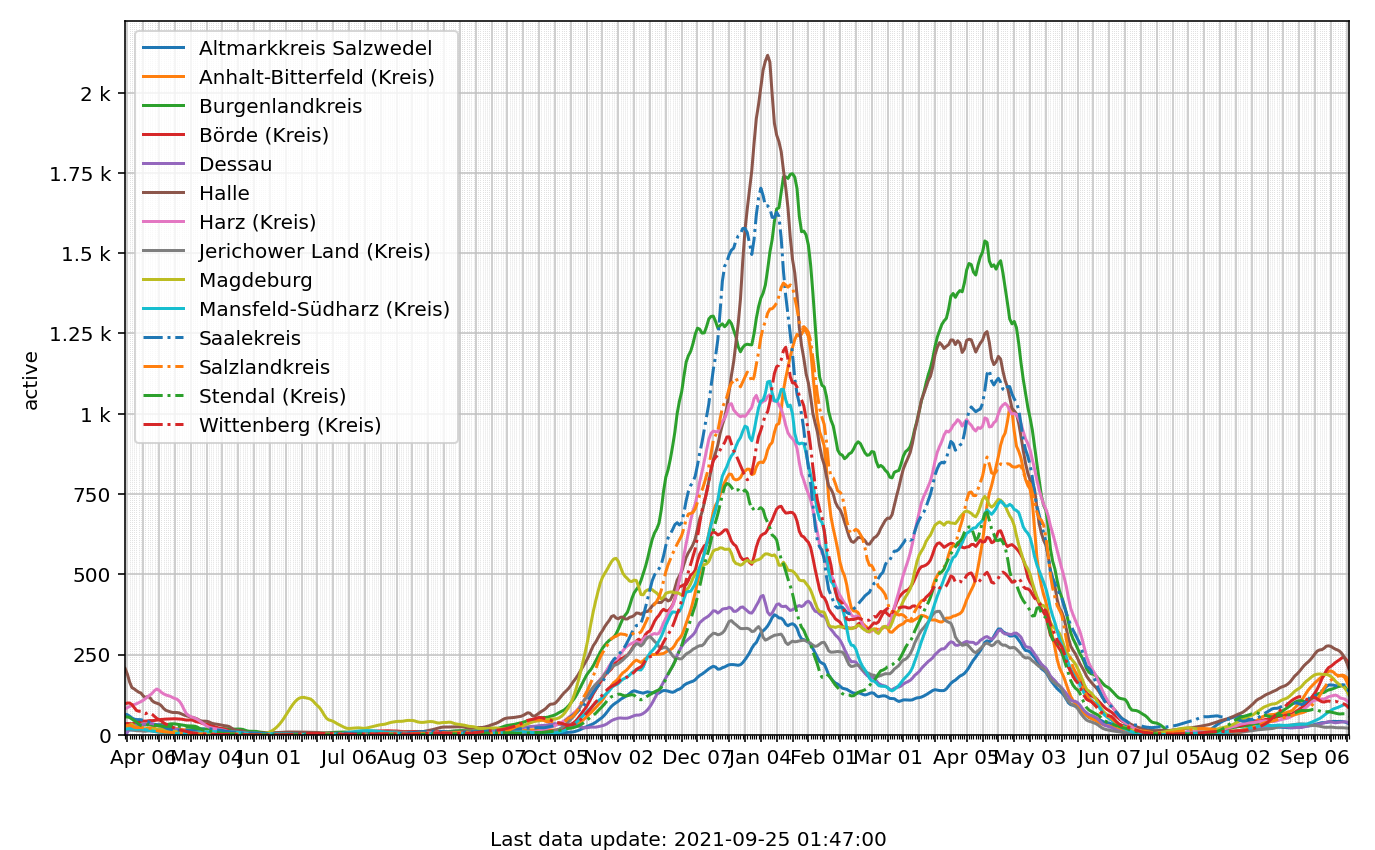 2 k
1.75 k
1.5 k
1.25 k
1 k
750
500
250
0
active
Altmarkkreis Salzwedel
Anhalt-Bitterfeld (Kreis)
Burgenlandkreis
Börde (Kreis)
Dessau
Halle
Harz (Kreis)
Jerichower Land (Kreis)
Magdeburg
Mansfeld-Südharz (Kreis)
Saalekreis
Salzlandkreis
Stendal (Kreis)
Wittenberg (Kreis)
Apr 06 May 04 Jun 01 Jul 06 Aug 03 Sep 07 Oct 05 Nov 02 Dec 07 Jan 04 Feb 01 Mar 01 Apr 05 May 03 Jun 07 Jul 05 Aug 02 Sep 06
Last data update: 2021-09-25 01:47:00